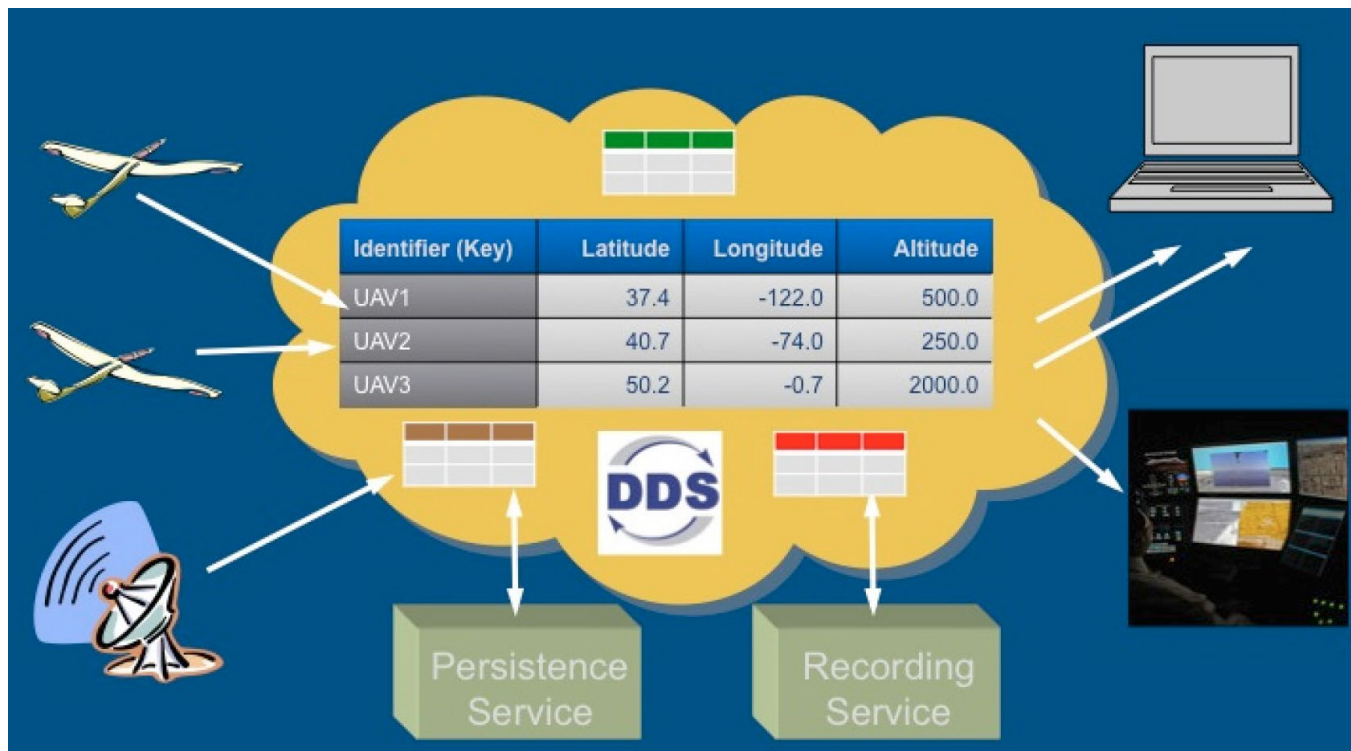 Identifier (Key) Latitude Longitude Altitude
UAV1 37.4 -122.0 500.0
UAV2 40.7 -74.0 250.0
UAV3 50.2 -0.7 2000.0
DDS
Persistence
Service
Recording
Service